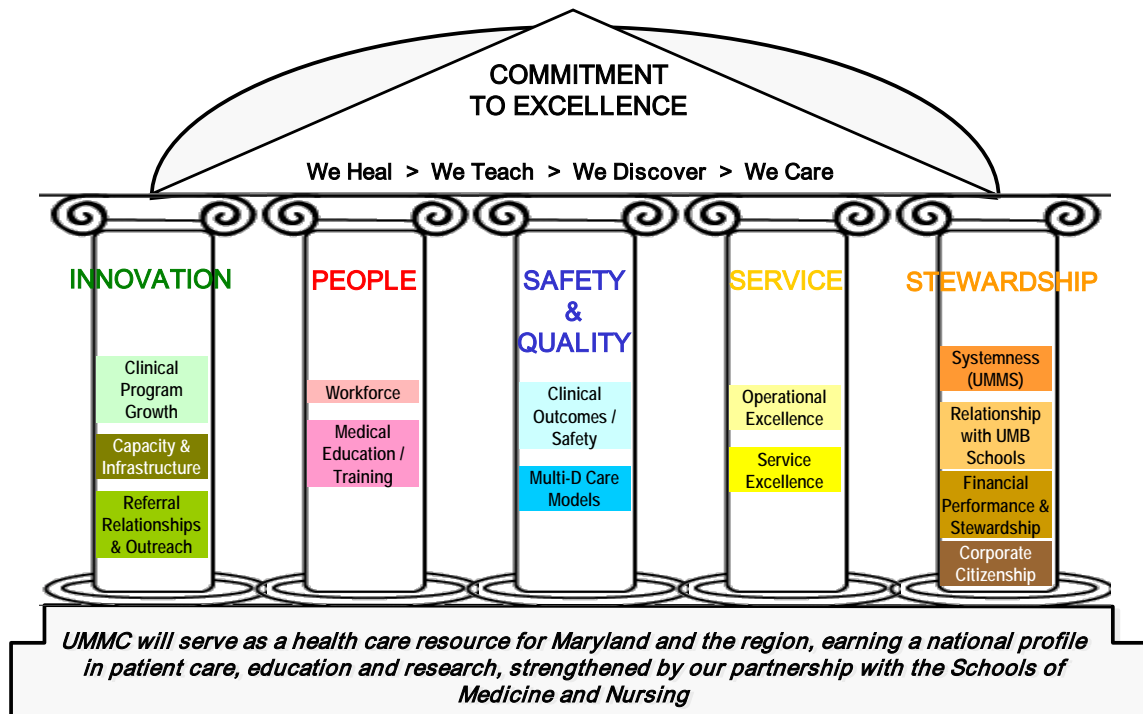 COMMITMENT
TO EXCELLENCE
We Heal > We Teach > We Discover > We Care
INNOVATION
Clinical
Program
Growth
Capacity &
Infrastructure
Referral
Relationships
& Outreach
PEOPLE
Workforce
Medical
Education /
Training
SAFETY
&
QUALITY
Clinical
Outcomes /
Safety
Multi-D Care
Models
SERVICE
Operational
Excellence
Service
Excellence
STEWARDSHIP
Systemness
(UMMS)
Relationship
with UMB
Schools
Financial
Performance &
Stewardship
Corporate
Citizenship
UMMC will serve as a health care resource for Maryland and the region, earning a national profile
in patient care, education and research, strengthened by our partnership with the Schools of
Medicine and Nursing